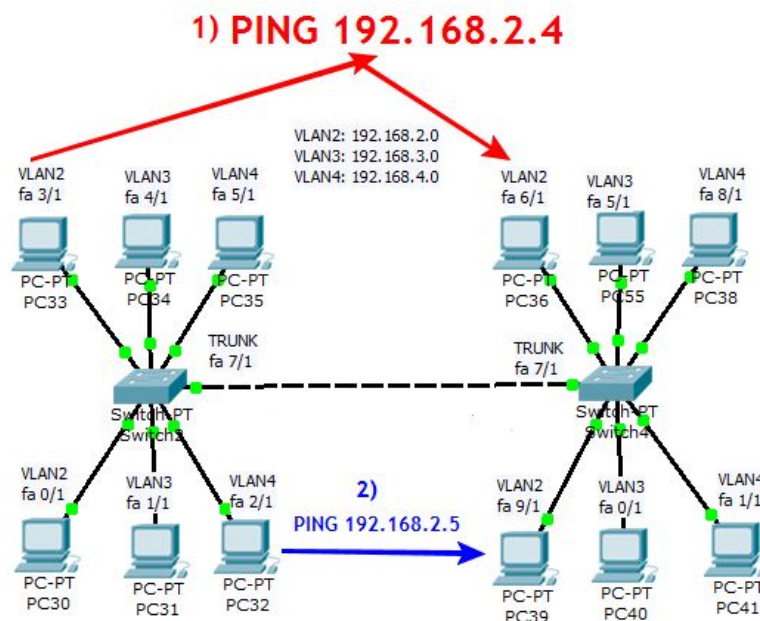 1) PING 192.168.2.4
VLAN2: 192.168.2.0
VLAN3: 192.168.3.0
VLAN4: 192.168.4.0
VLAN2
fa 3/1
VLAN3
fa 4/1
VLAN4
fa 5/1
VLAN2
fa 6/1
VLAN3
fa 5/1
VLAN4
fa 8/1
PC-PT
PC33
PC-PT
PC34
PC-PT
PC35
PC-PT
PC36
PC-PT
PC55
PC-PT
PC38
TRUNK
fa 7/1
TRUNK
fa 7/1
Switch-PT
Switch2
Switch-PT
Switch4
VLAN2
fa 0/1
VLAN3
fa 1/1
VLAN4
fa 2/1
2)
PING 192.168.2.5
VLAN2
fa 9/1
VLAN3
fa 0/1
VLAN4
fa 1/1
PC-PT
PC30
PC-PT
PC31
PC-PT
PC32
PC-PT
PC39
PC-PT
PC40
PC-PT
PC41